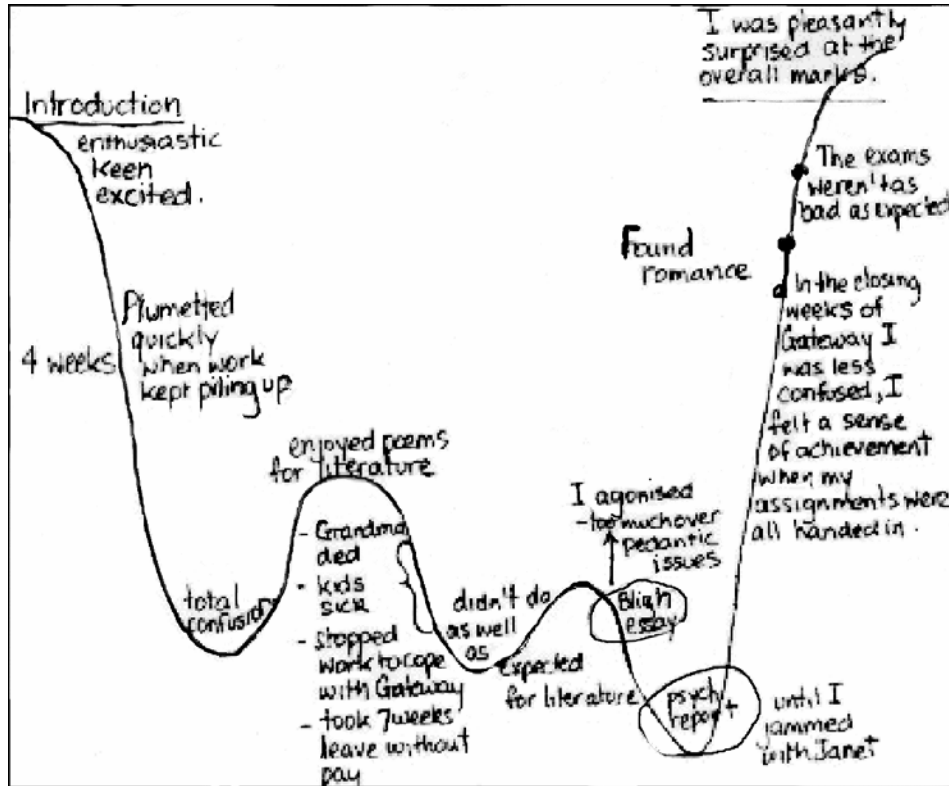 Introduction
enthusiastic
keen
excited.
4 weeks
Plumetted
quickly
when work
kept piling up
total
confusion
enjoyed poems
for literature
- Grandma
died
- kids
sick
- Stopped
work to cope
with Gateway
- took 7 weeks
leave without
pay
didn't do
as well
as expected
for literature
I agonised
- too much over
pedantic
issues
Bligh
essay
psych
report
until I
jammed
with Janet
In the closing
weeks of
Gateway I
was less
confused, I
felt a sense
of achievement
when my
assignments were
all handed in.
Found
romance
The exams
weren't as
bad as expected
I was pleasantly
surprised at the
overall marks.